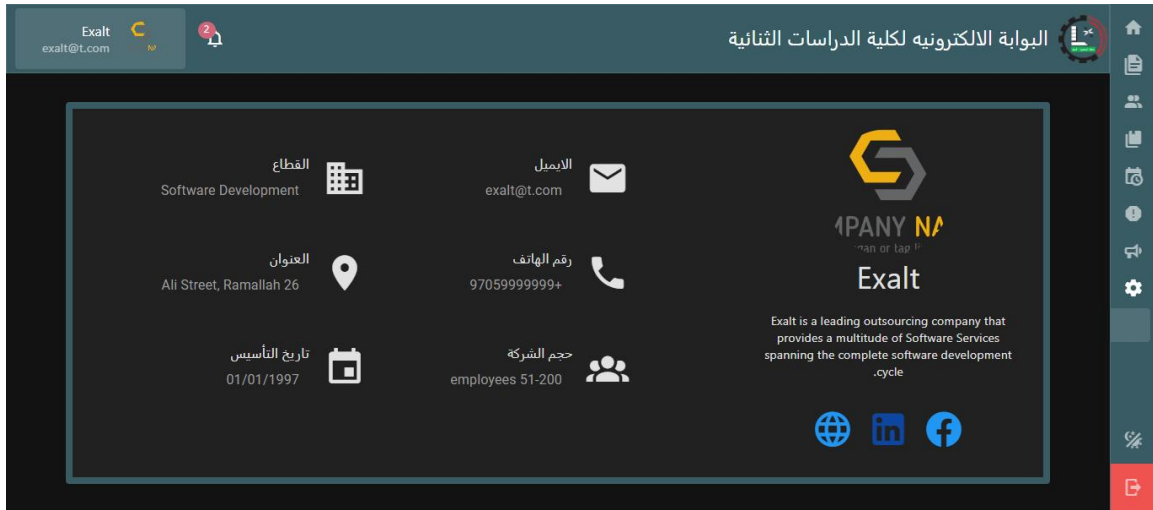 البوابة الالكترونيه لكلية الدراسات الثنائية
2
Exalt
exalt@t.com
MPANY NA
Exalt
Exalt is a leading outsourcing company that
provides a multitude of Software Services
spanning the complete software development
.cycle
الايميل
exalt@t.com
القطاع
Software Development
رقم الهاتف
97059999999+
العنوان
Ali Street, Ramallah 26
حجم الشركة
employees 51-200
تاريخ التأسيس
01/01/1997